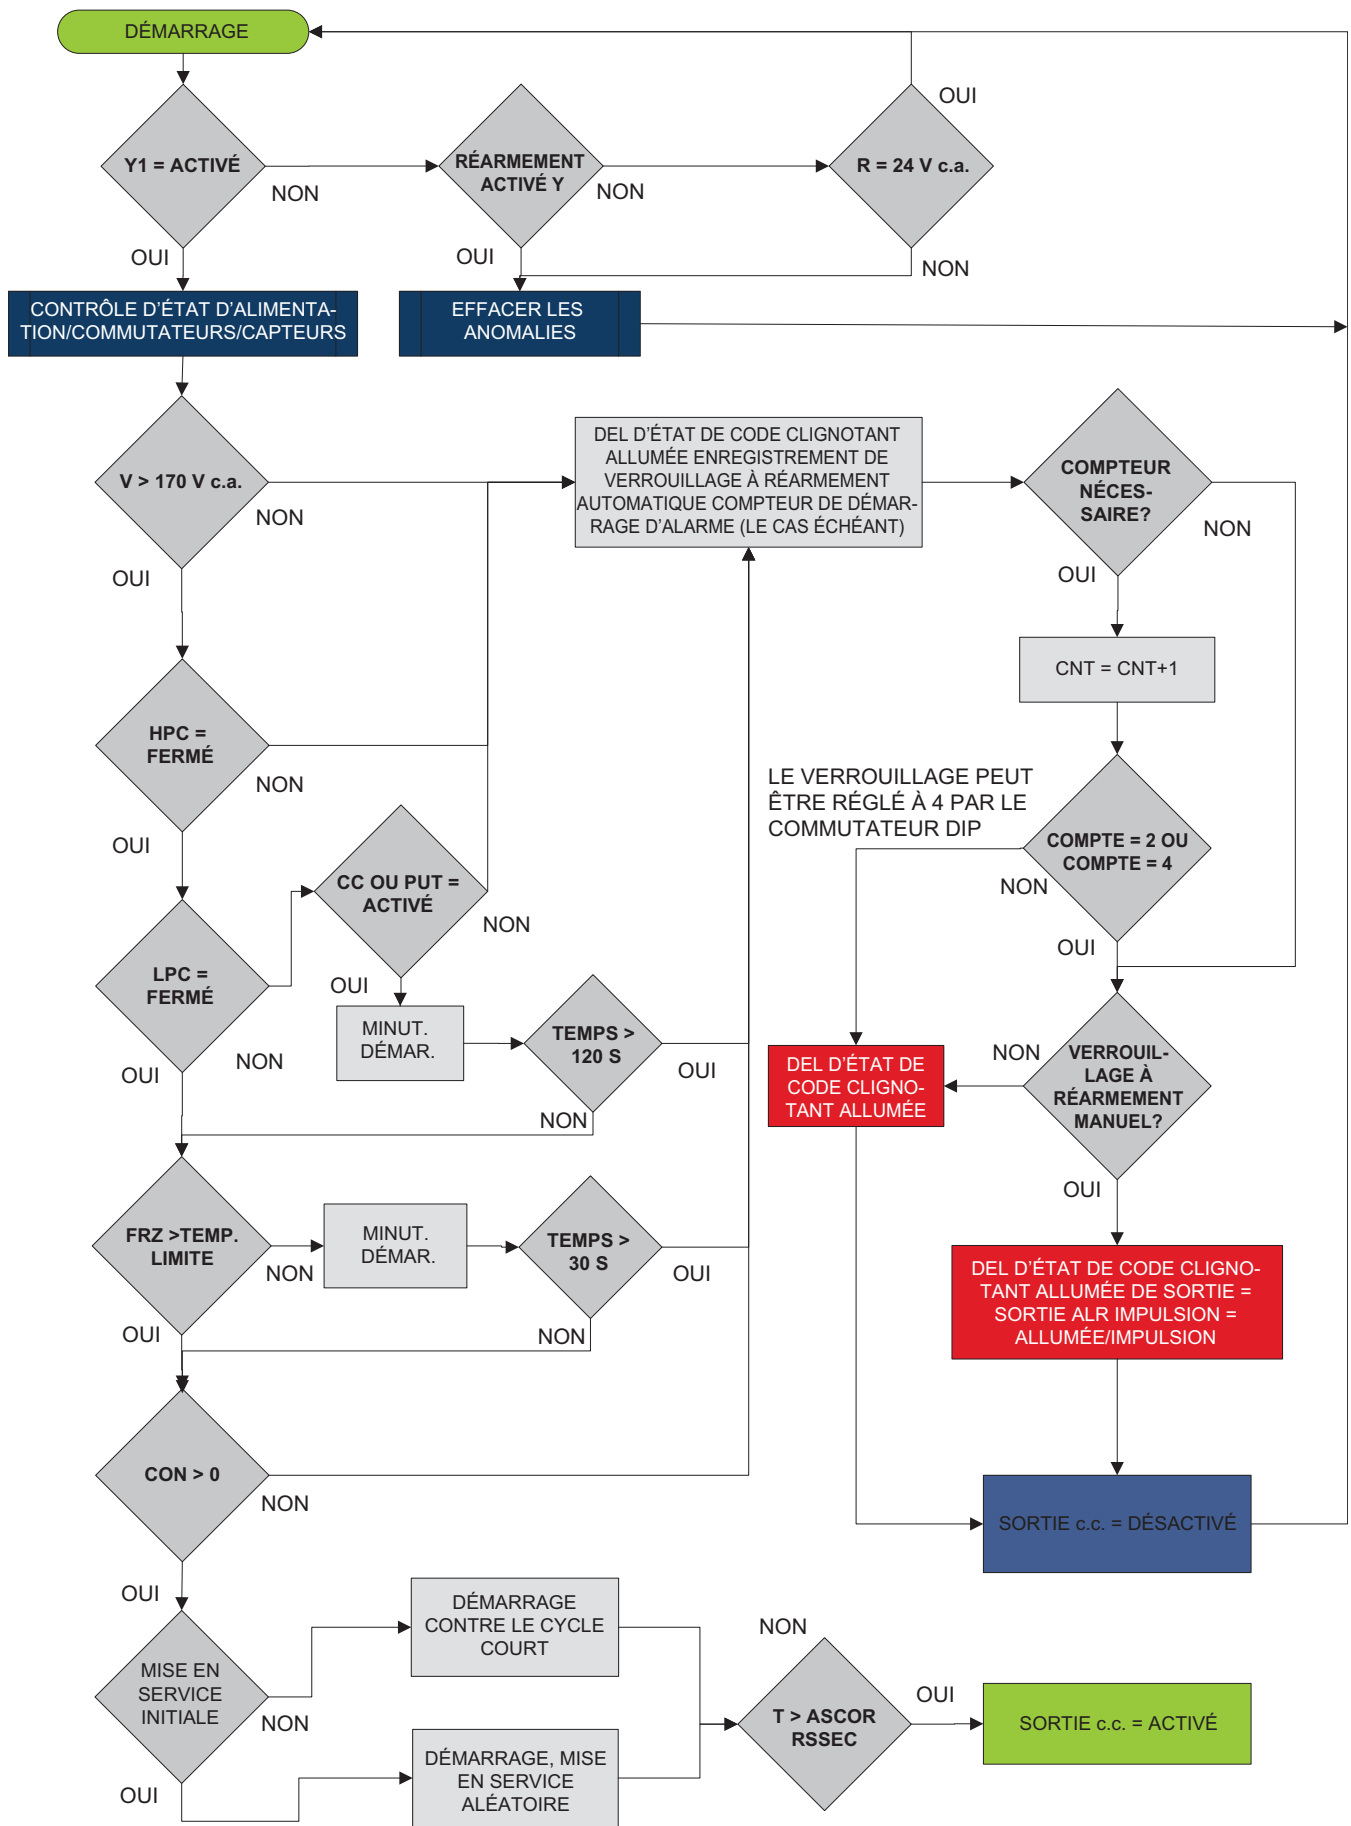 DÉMARRAGE
OUI
Y1 = ACTIVÉ
NON
RÉARMEMENT
ACTIVÉ Y
NON
R = 24 V c.a.
OUI
OUI
NON
CONTRÔLE D'ÉTAT D'ALIMENTA-
TION/COMMUTATEURS/CAPTEURS
EFFACER LES
ANOMALIES
V > 170 V c.a.
NON
OUI
DEL D'ÉTAT DE CODE CLIGNOTANT
ALLUMÉE ENREGISTREMENT DE
VERROUILLAGE À RÉARMEMENT
AUTOMATIQUE COMPTEUR DE DÉMAR-
RAGE D'ALARME (LE CAS ÉCHÉANT)
COMPTEUR
NÉCES-
SAIRE?
NON
OUI
CNT = CNT+1
HPC =
FERMÉ
NON
OUI
LE VERROUILLAGE PEUT
ÊTRE RÉGLÉ À 4 PAR LE
COMMUTATEUR DIP
COMPTE = 2 OU
COMPTE = 4
NON
OUI
CC OU PUT =
ACTIVÉ
NON
OUI
LPC =
FERMÉ
NON
OUI
MINUT.
DÉMAR.
TEMPS >
120 S
OUI
NON
DEL D'ÉTAT DE
CODE CLIGNO-
TANT ALLUMÉE
NON
VERROUIL-
LAGE À
RÉARMEMENT
MANUEL?
OUI
FRZ >TEMP.
LIMITE
NON
OUI
MINUT.
DÉMAR.
TEMPS >
30 S
OUI
NON
DEL D'ÉTAT DE CODE CLIGNO-
TANT ALLUMÉE DE SORTIE =
SORTIE ALR IMPULSION =
ALLUMÉE/IMPULSION
CON > 0
NON
OUI
SORTIE c.c. = DÉSACTIVÉ
MISE EN
SERVICE
INITIALE
NON
OUI
DÉMARRAGE
CONTRE LE CYCLE
COURT
DÉMARRAGE, MISE
EN SERVICE
ALÉATOIRE
NON
T > ASCOR
RSSEC
OUI
SORTIE c.c. = ACTIVÉ